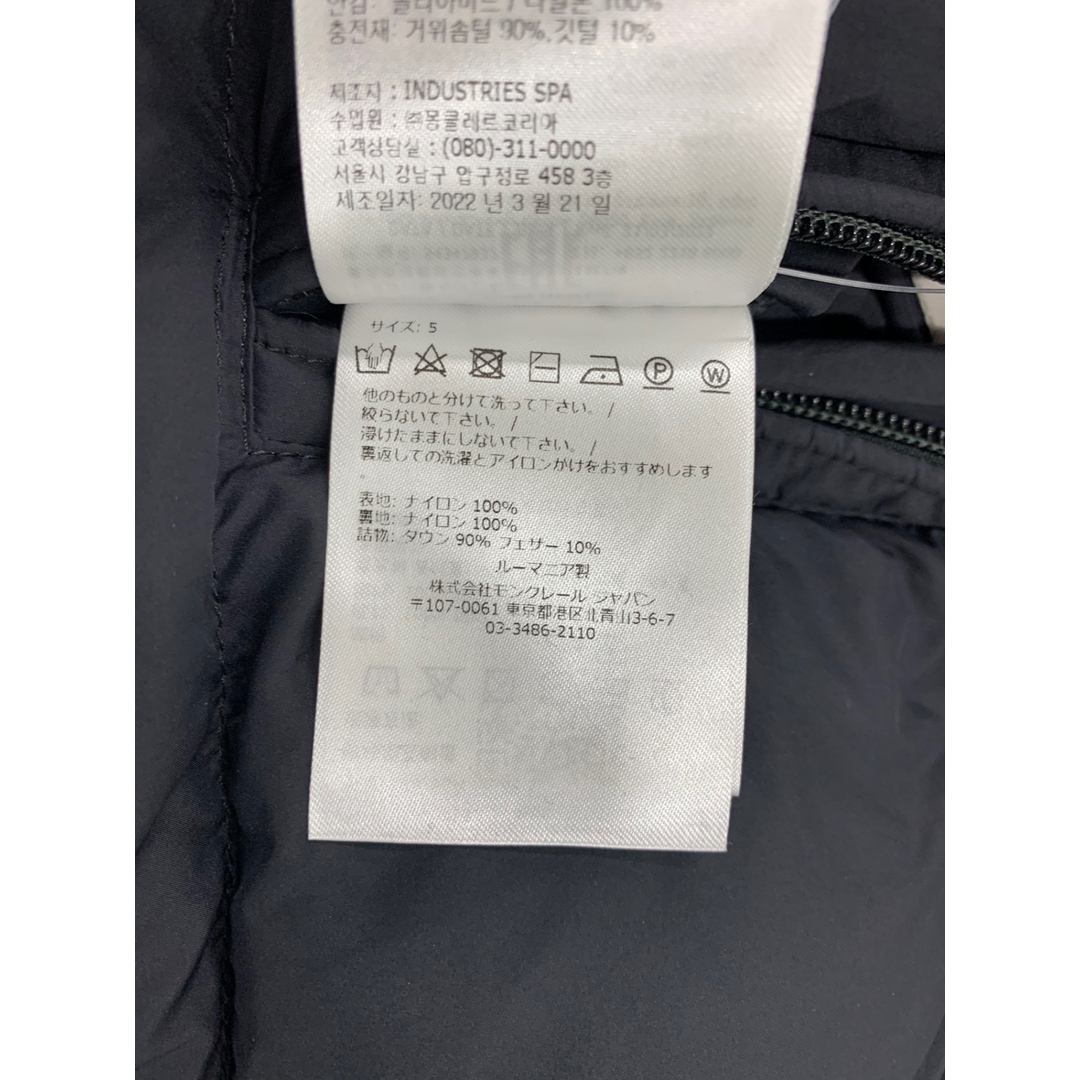 100%
충전재: 거위솜털 90%, 깃털 10%
제조자 : INDUSTRIES SPA
수입원 : ㈜몽클레르코리아
고객상담실 : (080)-311-0000
서울시 강남구 압구정로 458 3층
제조일자: 2022 년 3 월 21 일
サイズ: 5
P
W
他のものと分けて洗って下さい。/
絞らないで下さい。/
浸けたままにしないで下さい。/
裏返しての洗濯とアイロンがけをおすすめします
。
表地: ナイロン 100%
裏地: ナイロン 100%
詰物: ダウン 90% フェザー 10%
ルーマニア製
株式会社モンクレール ジャパン
〒107-0061 東京都港区北青山3-6-7
03-3486-2110